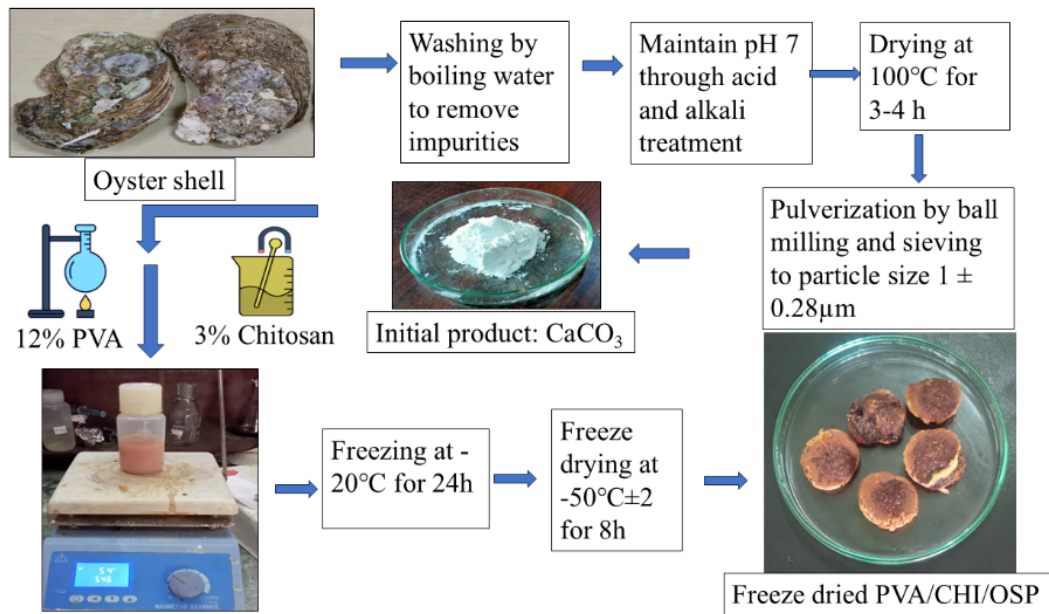 Oyster shell
Washing by
boiling water
to remove
impurities
Maintain pH 7
through acid
and alkali
treatment
Drying at
100℃ for
3-4 h
Pulverization by ball
milling and sieving
to particle size 1 ±
0.28μm
Initial product: CaCO₃
12% PVA
3% Chitosan
Freezing at -
20℃ for 24h
Freeze
drying at
-50℃±2
for 8h
Freeze dried PVA/CHI/OSP